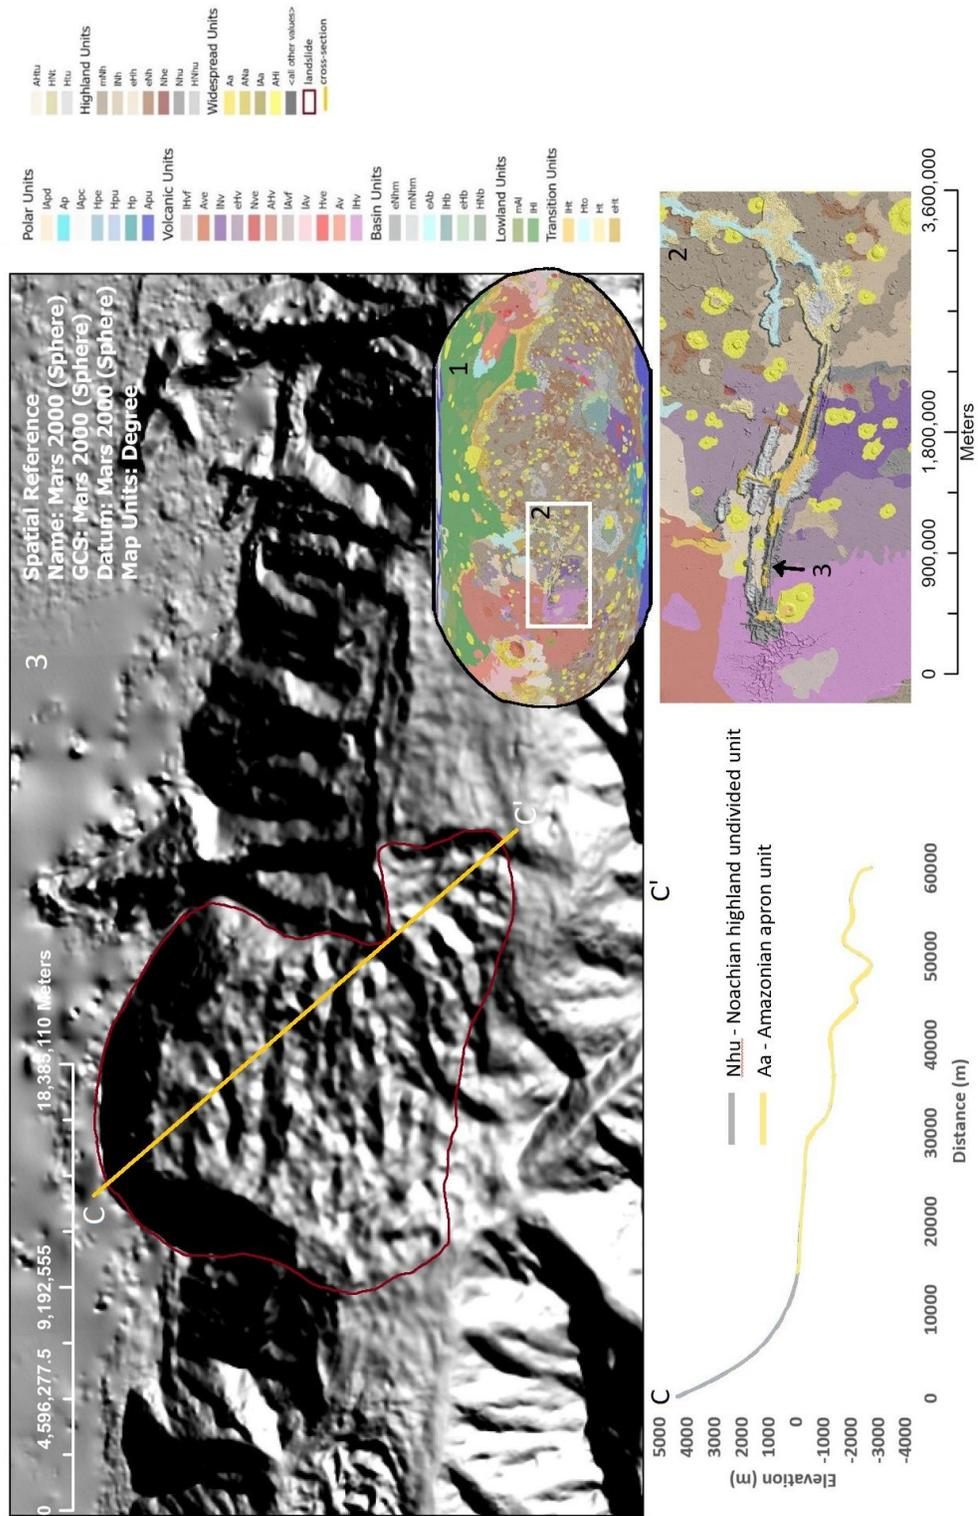 Spatial Reference
Name: Mars 2000 (Sphere)
GCS: Mars 2000 (Sphere)
Datum: Mars 2000 (Sphere)
Map Units: Degree
3
0 4,596,277.5 9,192,555 18,385,110 Meters
C
C'
1
2
Polar Units
lApd
Ap
lApc
Hpe
Hpu
Hp
Apu
Volcanic Units
lHvf
Ave
lNv
eHv
Nve
AHv
lAvf
lAv
Hve
Av
lHv
Basin Units
eNhm
mNhm
eAb
lHb
eHb
HNb
Lowland Units
mAl
lHl
Transition Units
lHt
Hto
Ht
eHt
AHtu
HNt
Htu
Highland Units
mNh
lNh
eHh
eNh
Nhe
Nhu
HNhu
Widespread Units
Aa
ANa
lAa
AHi
<all other values>
landslide
cross-section
C
C'
5000
4000
3000
2000
1000
0
-1000
-2000
-3000
-4000
Elevation (m)
0 10000 20000 30000 40000 50000 600000
Distance (m)
Nhu - Noachian highland undivided unit
Aa - Amazonian apron unit
2
3
0 900,000 1,800,000 3,600,000
Meters